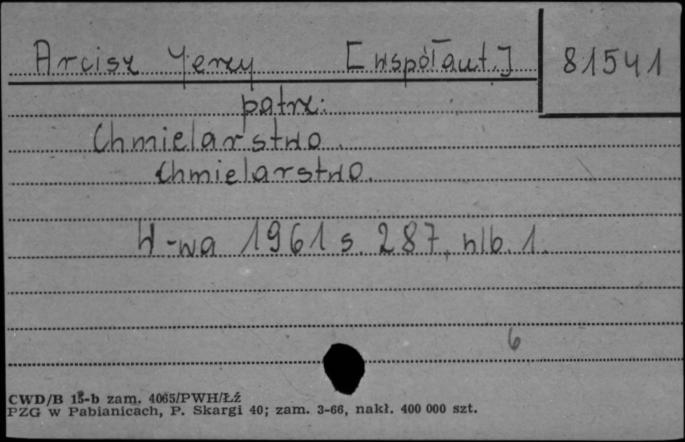 Arcisz Jerzy [współaut.] 81541
patrz:
Chmielarstwo.
Chmielarstwo.
W-wa 1961 s. 287, nlb. 1.
6
CWD/B 15-b zam. 4065/PWH/Łź
PZG w Pabianicach, P. Skargi 40; zam. 3-66, nakł. 400 000 szt.